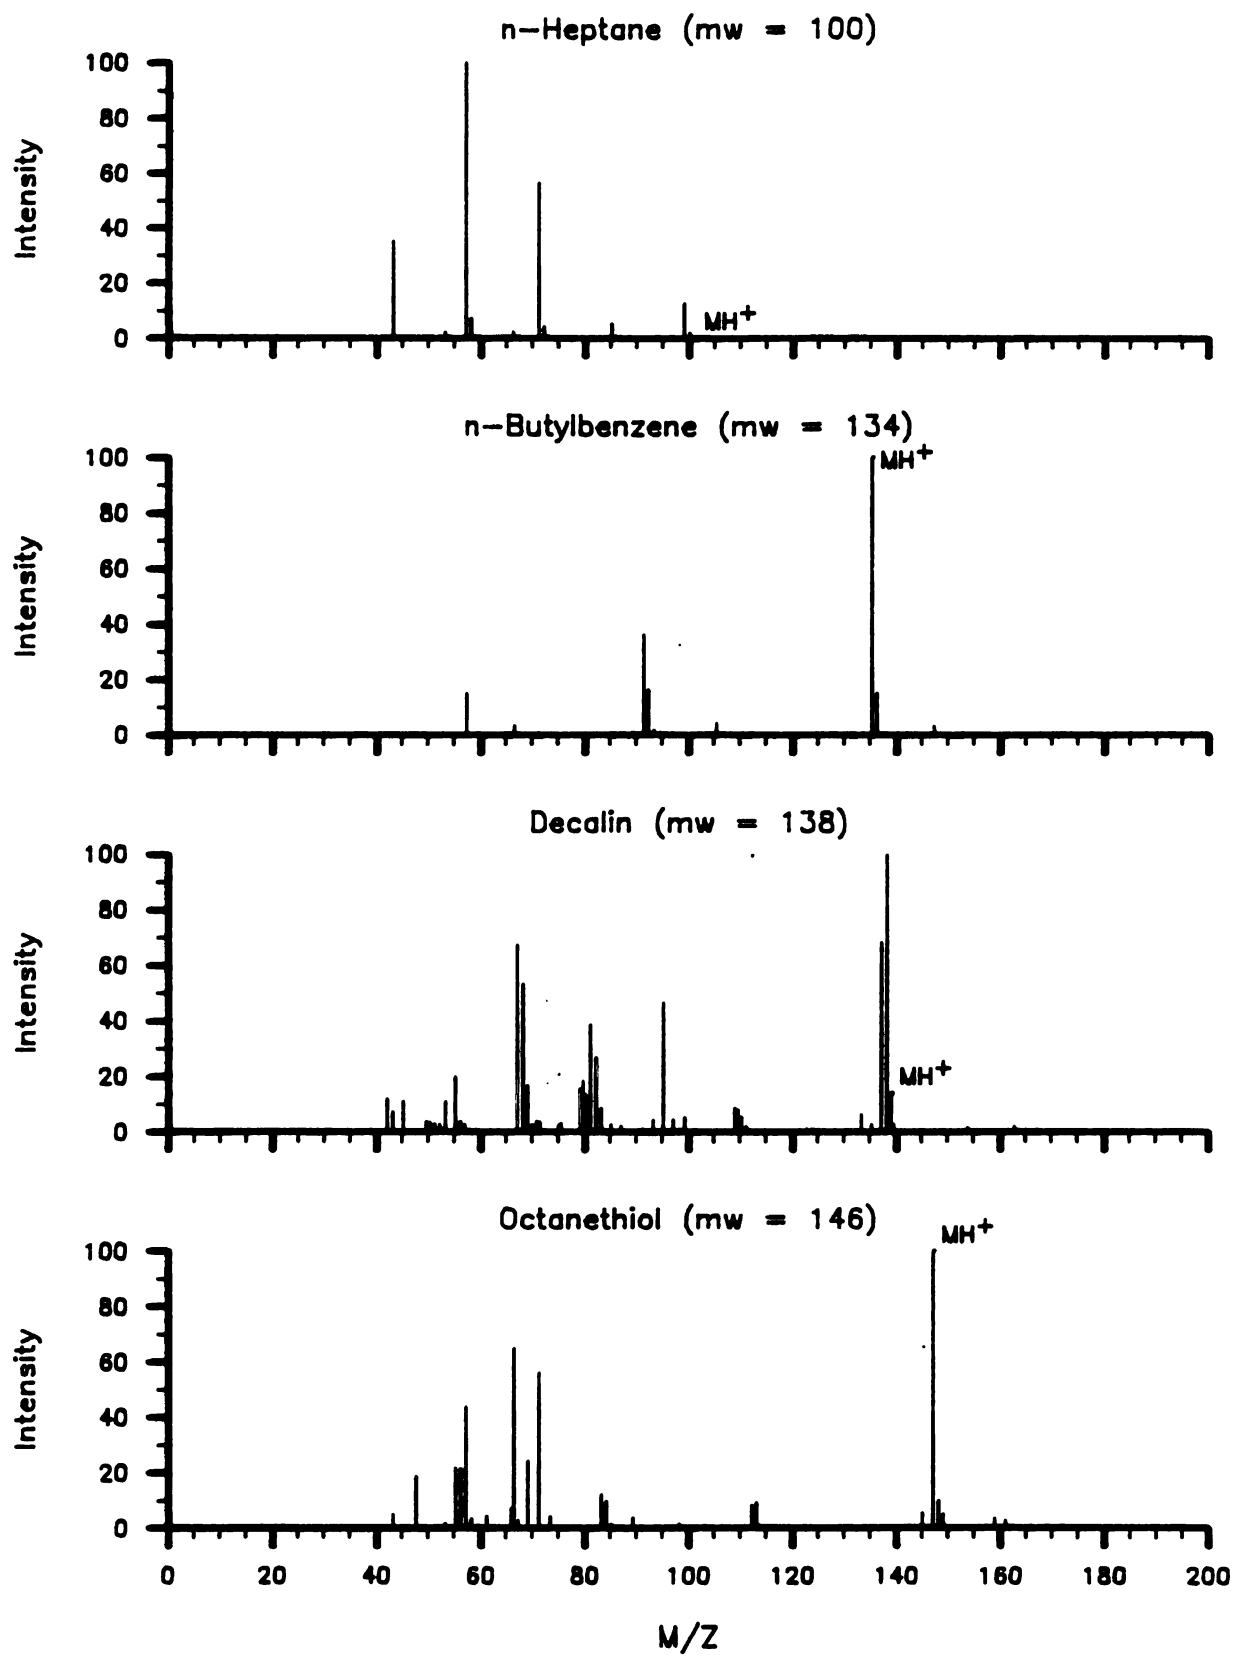 n-Heptane (mw = 100)
100
80
60
40
20
0
Intensity
MH+
n-Butylbenzene (mw = 134)
100
80
60
40
20
0
Intensity
MH+
Decalin (mw = 138)
100
80
60
40
20
0
Intensity
MH+
Octanethiol (mw = 146)
100
80
60
40
20
0
Intensity
MH+
0 20 40 60 80 100 120 140 160 180 200
M/Z